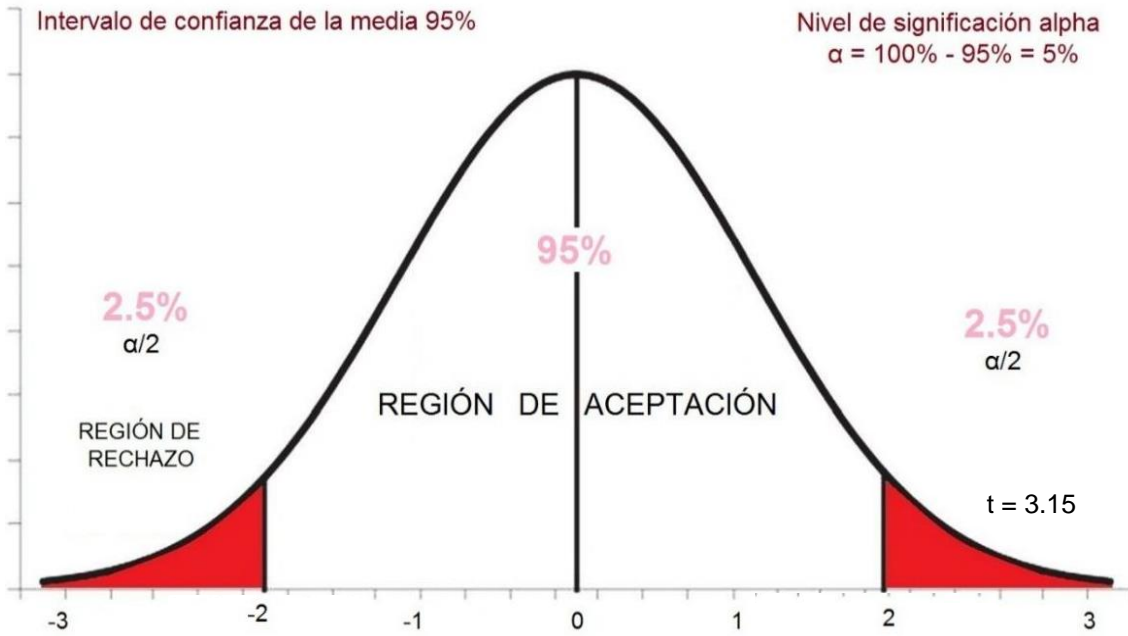 Intervalo de confianza de la media 95%
Nivel de significación alpha
α = 100% - 95% = 5%
95%
2.5%
α/2
2.5%
α/2
REGIÓN DE ACEPTACIÓN
REGIÓN DE
RECHAZO
t = 3.15
-3 -2 -1 0 1 2 3